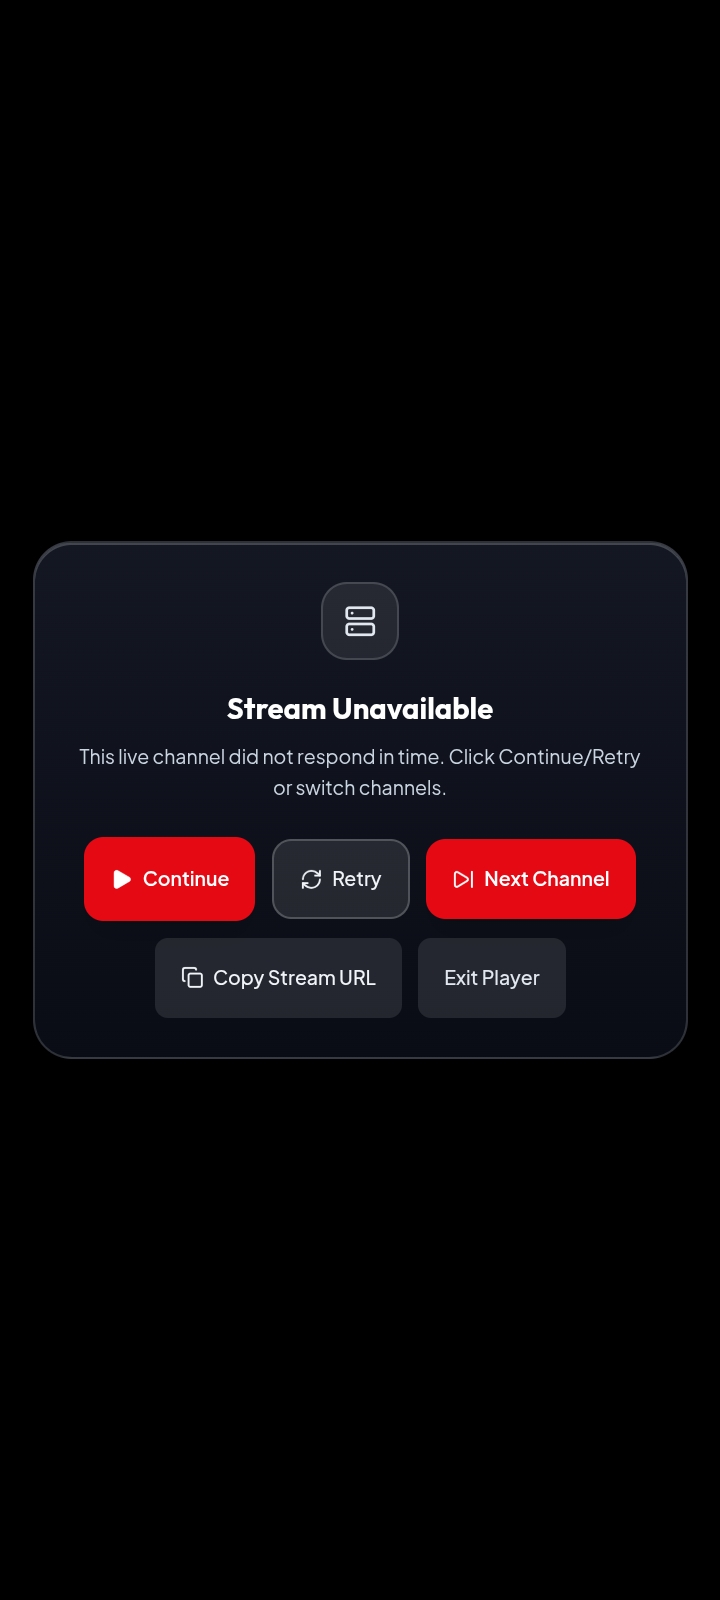 Stream Unavailable
This live channel did not respond in time. Click Continue/Retry
or switch channels.
Continue
Retry
Next Channel
Copy Stream URL
Exit Player